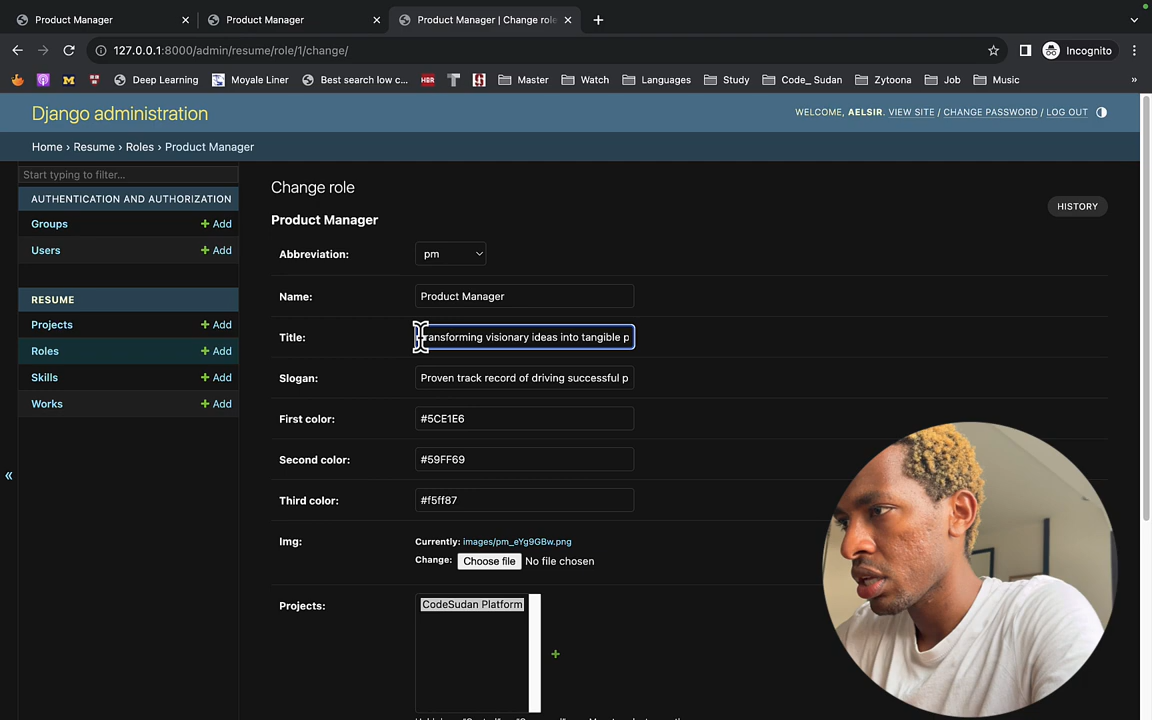 Product Manager
Product Manager
Product Manager | Change role
127.0.0.1:8000/admin/resume/role/1/change/
Incognito
Deep Learning
Moyale Liner
Best search low c...
HBR
Master
Watch
Languages
Study
Code_ Sudan
Zytoona
Job
Music
»
Django administration
WELCOME, AELSIR. VIEW SITE / CHANGE PASSWORD / LOG OUT
Home › Resume › Roles › Product Manager
Start typing to filter...
AUTHENTICATION AND AUTHORIZATION
Groups + Add
Users + Add
RESUME
Projects + Add
Roles + Add
Skills + Add
Works + Add
«
Change role
HISTORY
Product Manager
Abbreviation: pm
Name: Product Manager
Title: Transforming visionary ideas into tangible p
Slogan: Proven track record of driving successful p
First color: #5CE1E6
Second color: #59FF69
Third color: #f5ff87
Img: Currently: images/pm_eYg9GBw.png
Change: Choose file No file chosen
Projects: CodeSudan Platform